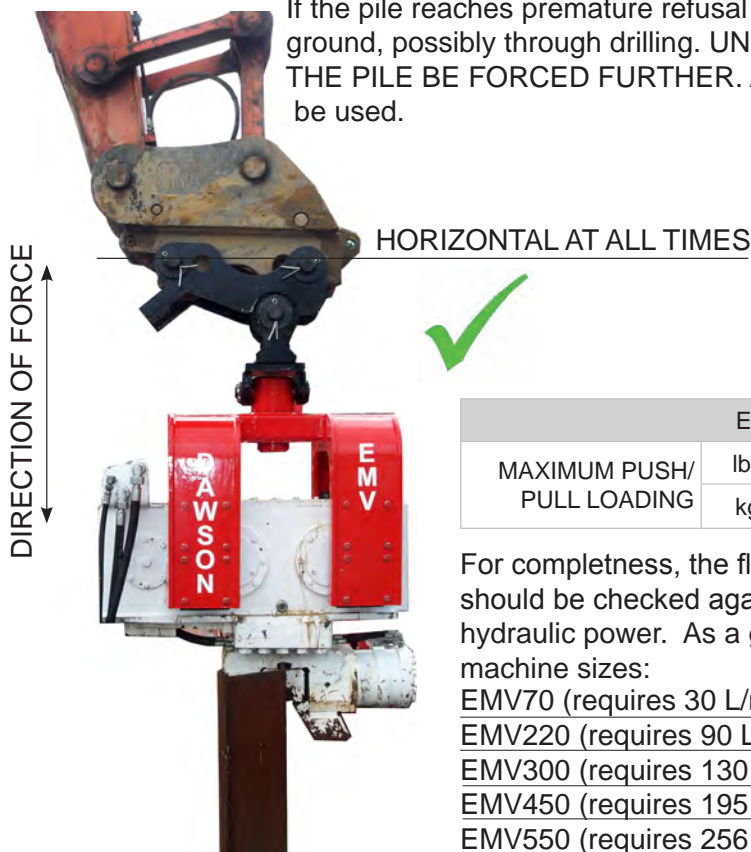 If the pile reaches premature refusal
ground, possibly through drilling. UN
THE PILE BE FORCED FURTHER. 
be used.
HORIZONTAL AT ALL TIMES
DIRECTION OF FORCE
DAWSON
EMV
E
MAXIMUM PUSH/
PULL LOADING
lb
kg
For completness, the fl
should be checked aga
hydraulic power. As a g
machine sizes:
EMV70 (requires 30 L/
EMV220 (requires 90 L
EMV300 (requires 130
EMV450 (requires 195
EMV550 (requires 256